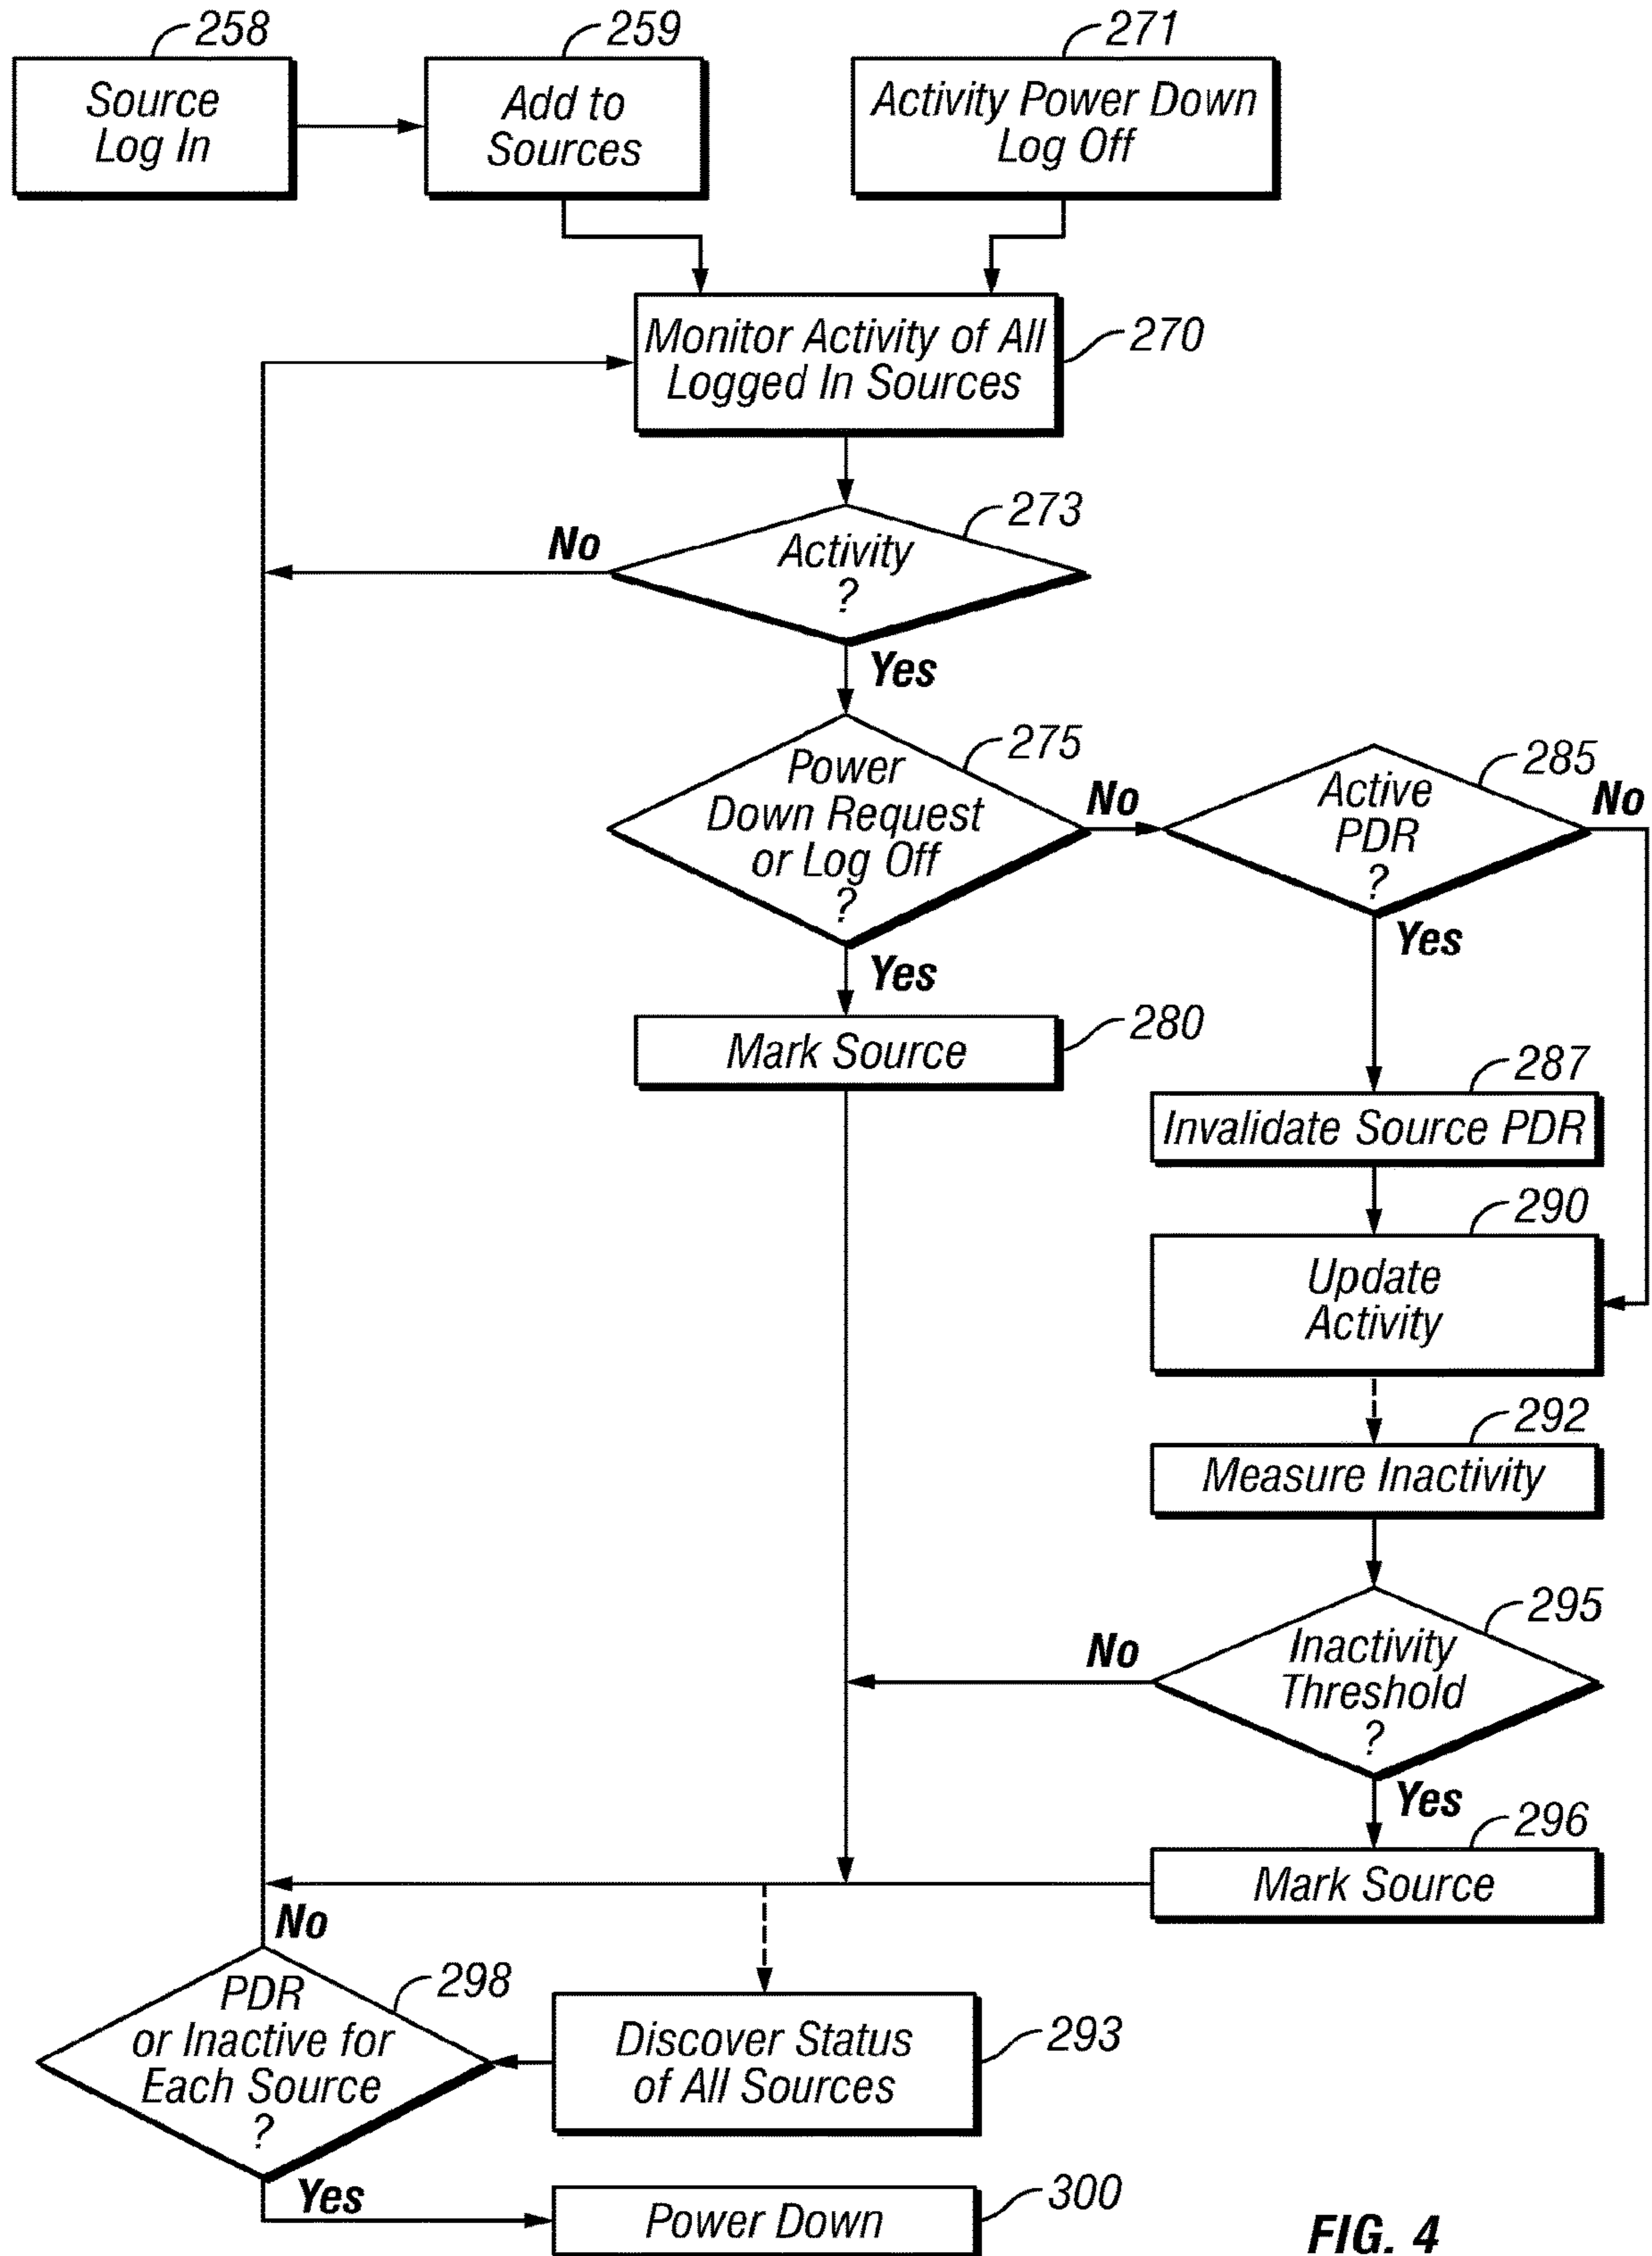 258
Source
Log In
259
Add to
Sources
271
Activity Power Down
Log Off
Monitor Activity of All
Logged In Sources
270
273
Activity
?
No
Yes
275
Power
Down Request
or Log Off
?
No
Yes
285
Active
PDR
?
No
Yes
Mark Source
280
287
Invalidate Source PDR
290
Update
Activity
292
Measure Inactivity
295
Inactivity
Threshold
?
No
Yes
296
Mark Source
No
298
PDR
or Inactive for
Each Source
?
Discover Status
of All Sources
293
Yes
Power Down
300
FIG. 4